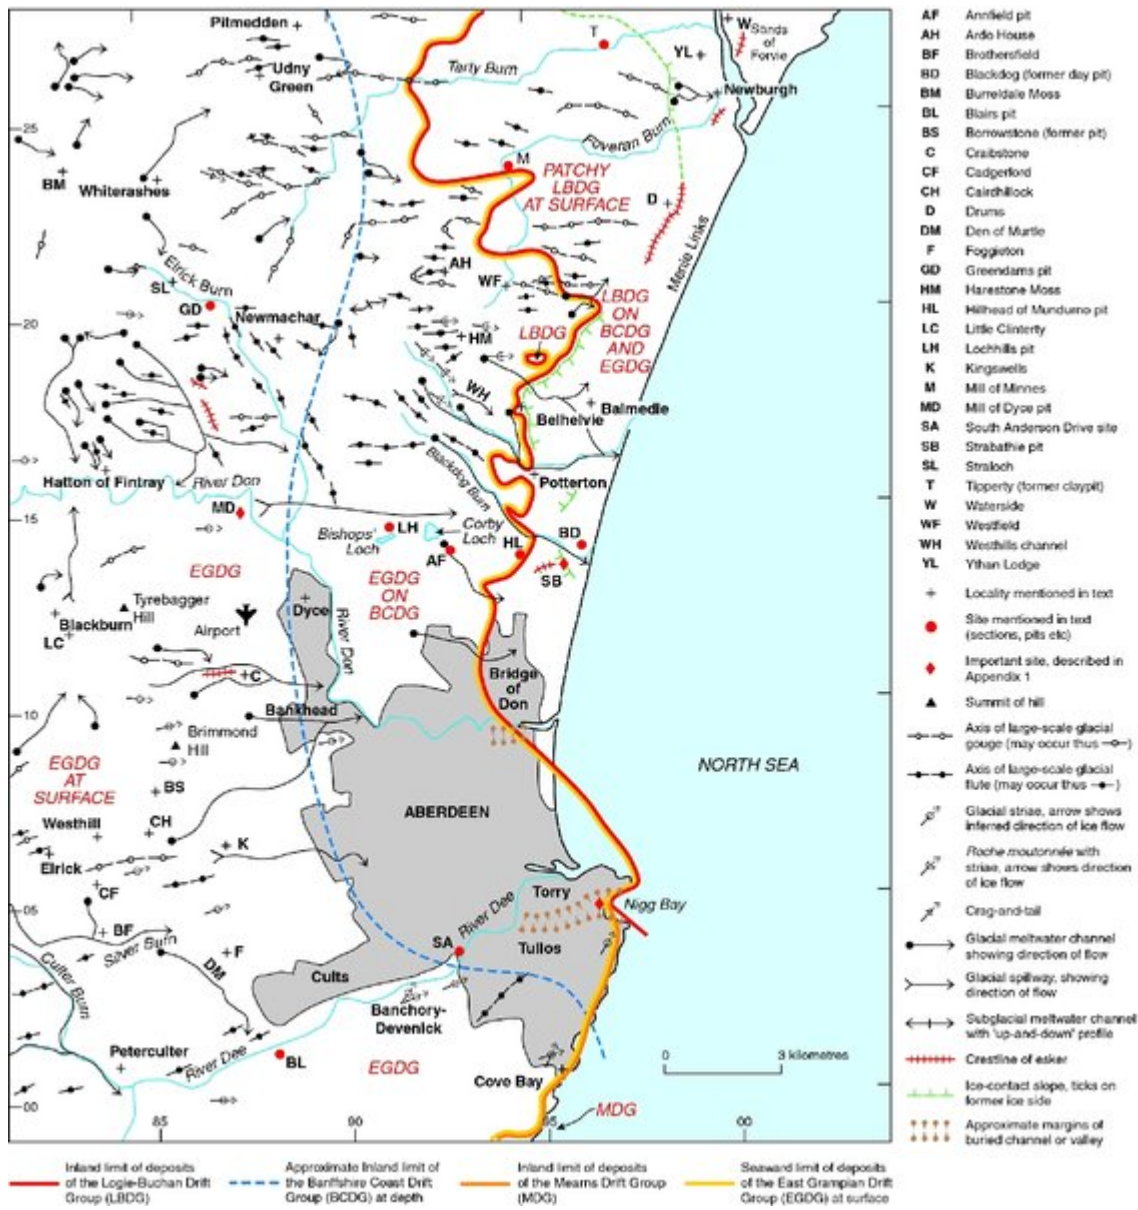 Pitmedden
Udny
Green
Tarty Burn
T
YL
W
Sands
of
Forvie
Newburgh
Foveran Burn
25
BM
Whiterashes
M
PATCHY
LBDG
AT SURFACE
D
Menie Links
Elrick Burn
SL
GD
Newmachar
AH
WF
LBDG
ON
BCDG
AND
EGDG
20
HM
LBDG
WH
Belhelvie
Balmedie
Hatton of Fintray
River Don
Blackdog Burn
Potterton
MD
15
Bishops'
Loch
LH
Corby
Loch
AF
HL
BD
SB
EGDG
EGDG
ON
BCDG
Tyrebagger
Hill
Blackburn
LC
Airport
Dyce
River Don
C
Bankhead
Bridge
of
Don
10
Brimmond
Hill
EGDG
AT
SURFACE
BS
NORTH SEA
ABERDEEN
Westhill
CH
K
Elrick
CF
Torry
Nigg Bay
05
BF
Silver Burn
F
DM
SA
River Dee
Tullos
Culter Burn
Cults
Banchory-
Devenick
Peterculter
River Dee
BL
EGDG
Cove Bay
0 3 kilometres
00
MDG
85 90 95 00
AF Annfield pit
AH Ardo House
BF Brothersfield
BD Blackdog (former day pit)
BM Burreldale Moss
BL Blairs pit
BS Borrowstone (former pit)
C Craibstone
CF Cadgerford
CH Cairdhillock
D Drums
DM Den of Murtle
F Foggieton
GD Greendams pit
HM Harestone Moss
HL Hillhead of Mundurno pit
LC Little Clinterty
LH Lochhills pit
K Kingswells
M Mill of Minnes
MD Mill of Dyce pit
SA South Anderson Drive site
SB Strabathie pit
SL Straloch
T Tipperty (former claypit)
W Waterside
WF Westfield
WH Westhills channel
YL Ythan Lodge
Locality mentioned in text
Site mentioned in text
(sections, pits etc)
Important site, described in
Appendix 1
Summit of hill
Axis of large-scale glacial
gouge (may occur thus )
Axis of large-scale glacial
flute (may occur thus )
Glacial striae, arrow shows
inferred direction of ice flow
Roche moutonnée with
striae, arrow shows direction
of ice flow
Crag-and-tail
Glacial meltwater channel
showing direction of flow
Glacial spillway, showing
direction of flow
Subglacial meltwater channel
with 'up-and-down' profile
Crestline of esker
Ice-contact slope, ticks on
former ice side
Approximate margins of
buried channel or valley
Inland limit of deposits
of the Logie-Buchan Drift
Group (LBDG)
Approximate Inland limit of
the Banffshire Coast Drift
Group (BCDG) at depth
Inland limit of deposits
of the Mearns Drift Group
(MDG)
Seaward limit of deposits
of the East Grampian Drift
Group (EGDG) at surface